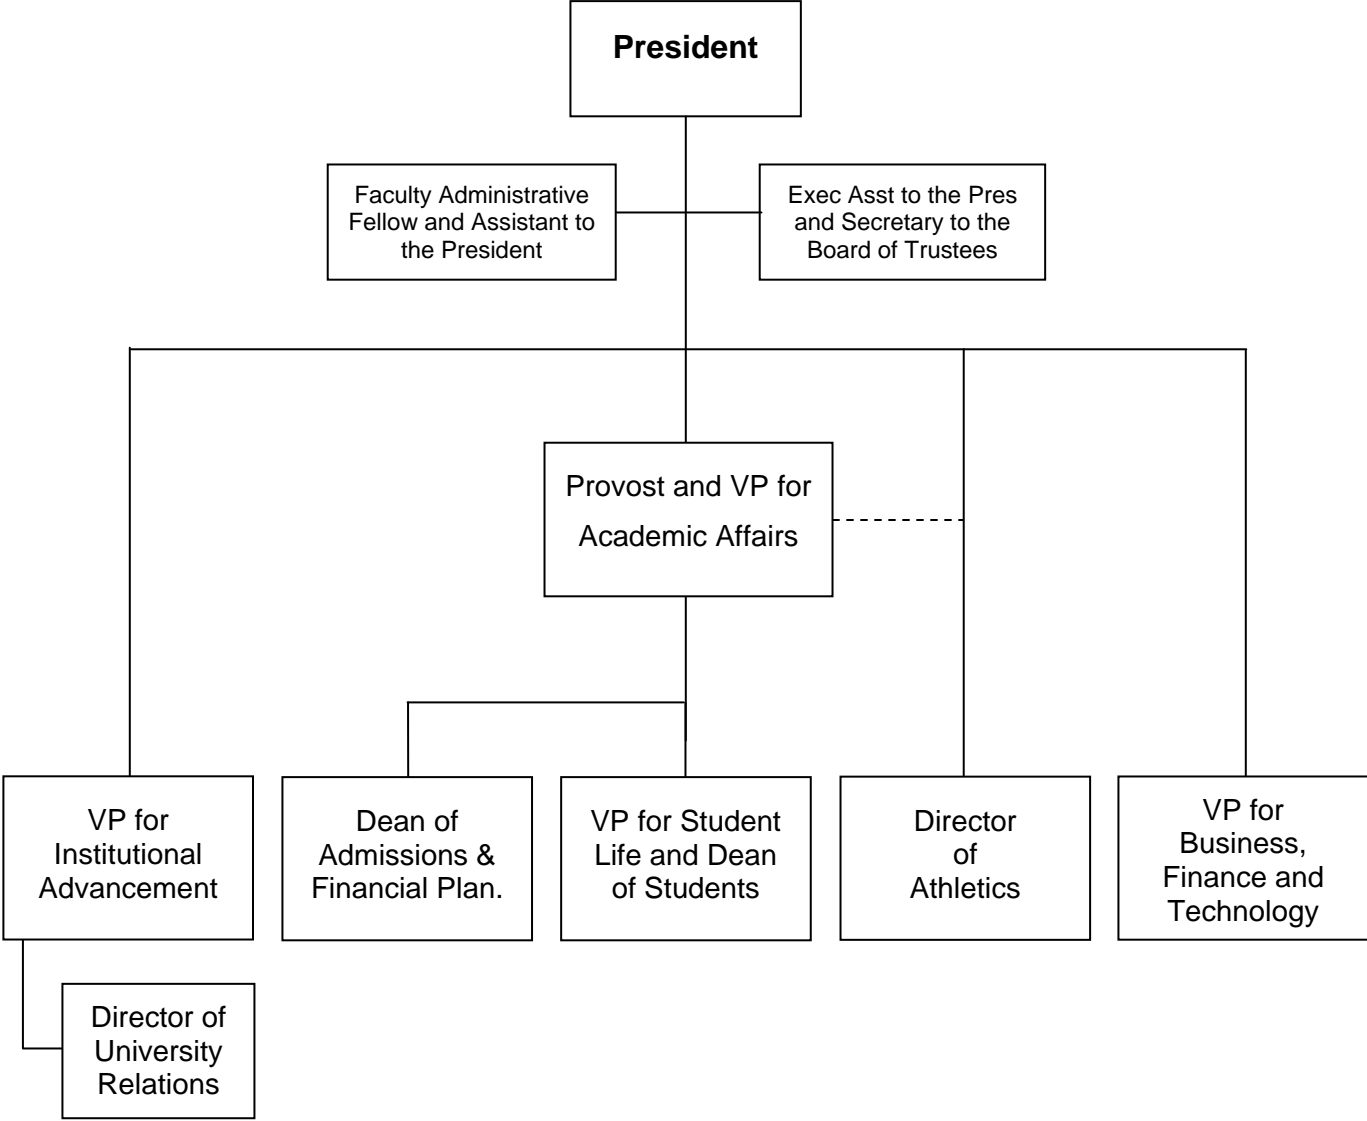 President
Faculty Administrative
Fellow and Assistant to
the President
Exec Asst to the Pres
and Secretary to the
Board of Trustees
Provost and VP for
Academic Affairs
VP for
Institutional
Advancement
Dean of
Admissions &
Financial Plan.
VP for Student
Life and Dean
of Students
Director
of
Athletics
VP for
Business,
Finance and
Technology
Director of
University
Relations